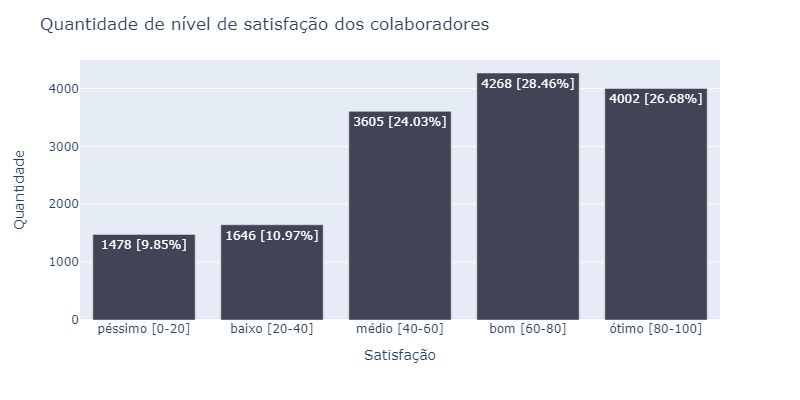 Quantidade de nível de satisfação dos colaboradores
Quantidade
4000
3000
2000
1000
0
1478 [9.85%]
1646 [10.97%]
3605 [24.03%]
4268 [28.46%]
4002 [26.68%]
péssimo [0-20]
baixo [20-40]
médio [40-60]
bom [60-80]
ótimo [80-100]
Satisfação